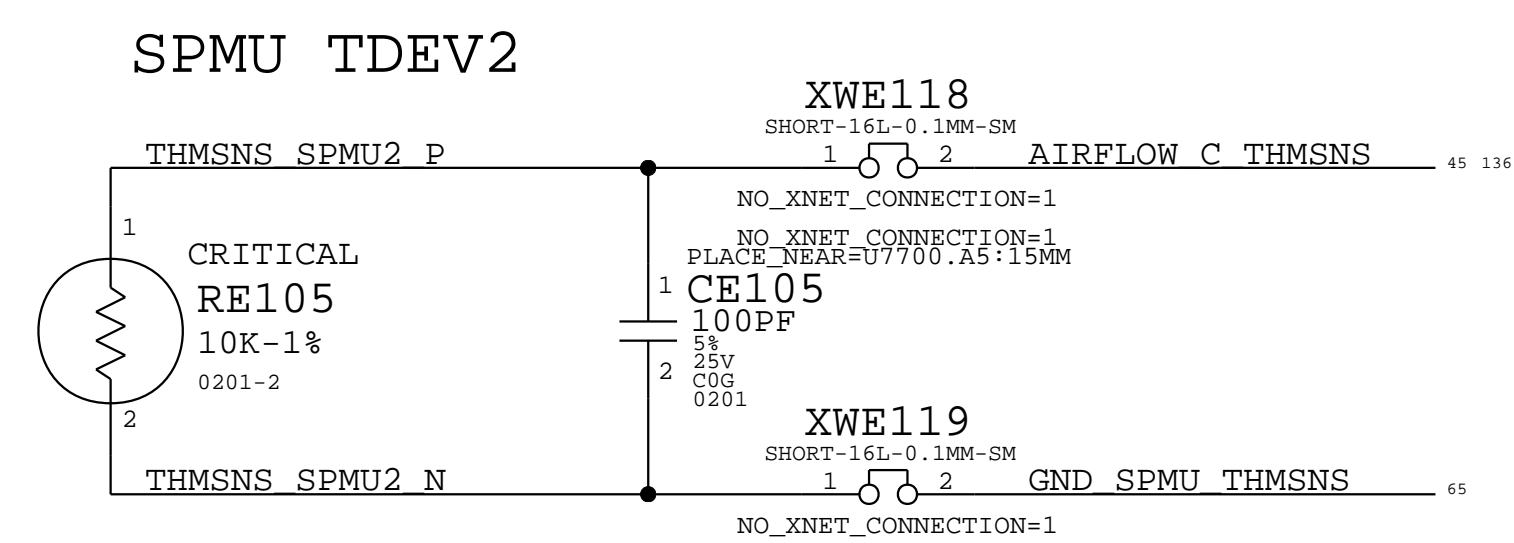 SPMU TDEV2
XWE118
SHORT-16L-0.1MM-SM
THMSNS_SPMU2_P
1
2
AIRFLOW_C_THMSNS
45 136
NO_XNET_CONNECTION=1
1
NO_XNET_CONNECTION=1
CRITICAL
PLACE_NEAR=U7700.A5:15MM
RE105
1
CE105
10K-1%
100PF
5%
25V
C0G
0201
0201-2
2
2
XWE119
SHORT-16L-0.1MM-SM
THMSNS_SPMU2_N
1
2
GND_SPMU_THMSNS
65
NO_XNET_CONNECTION=1